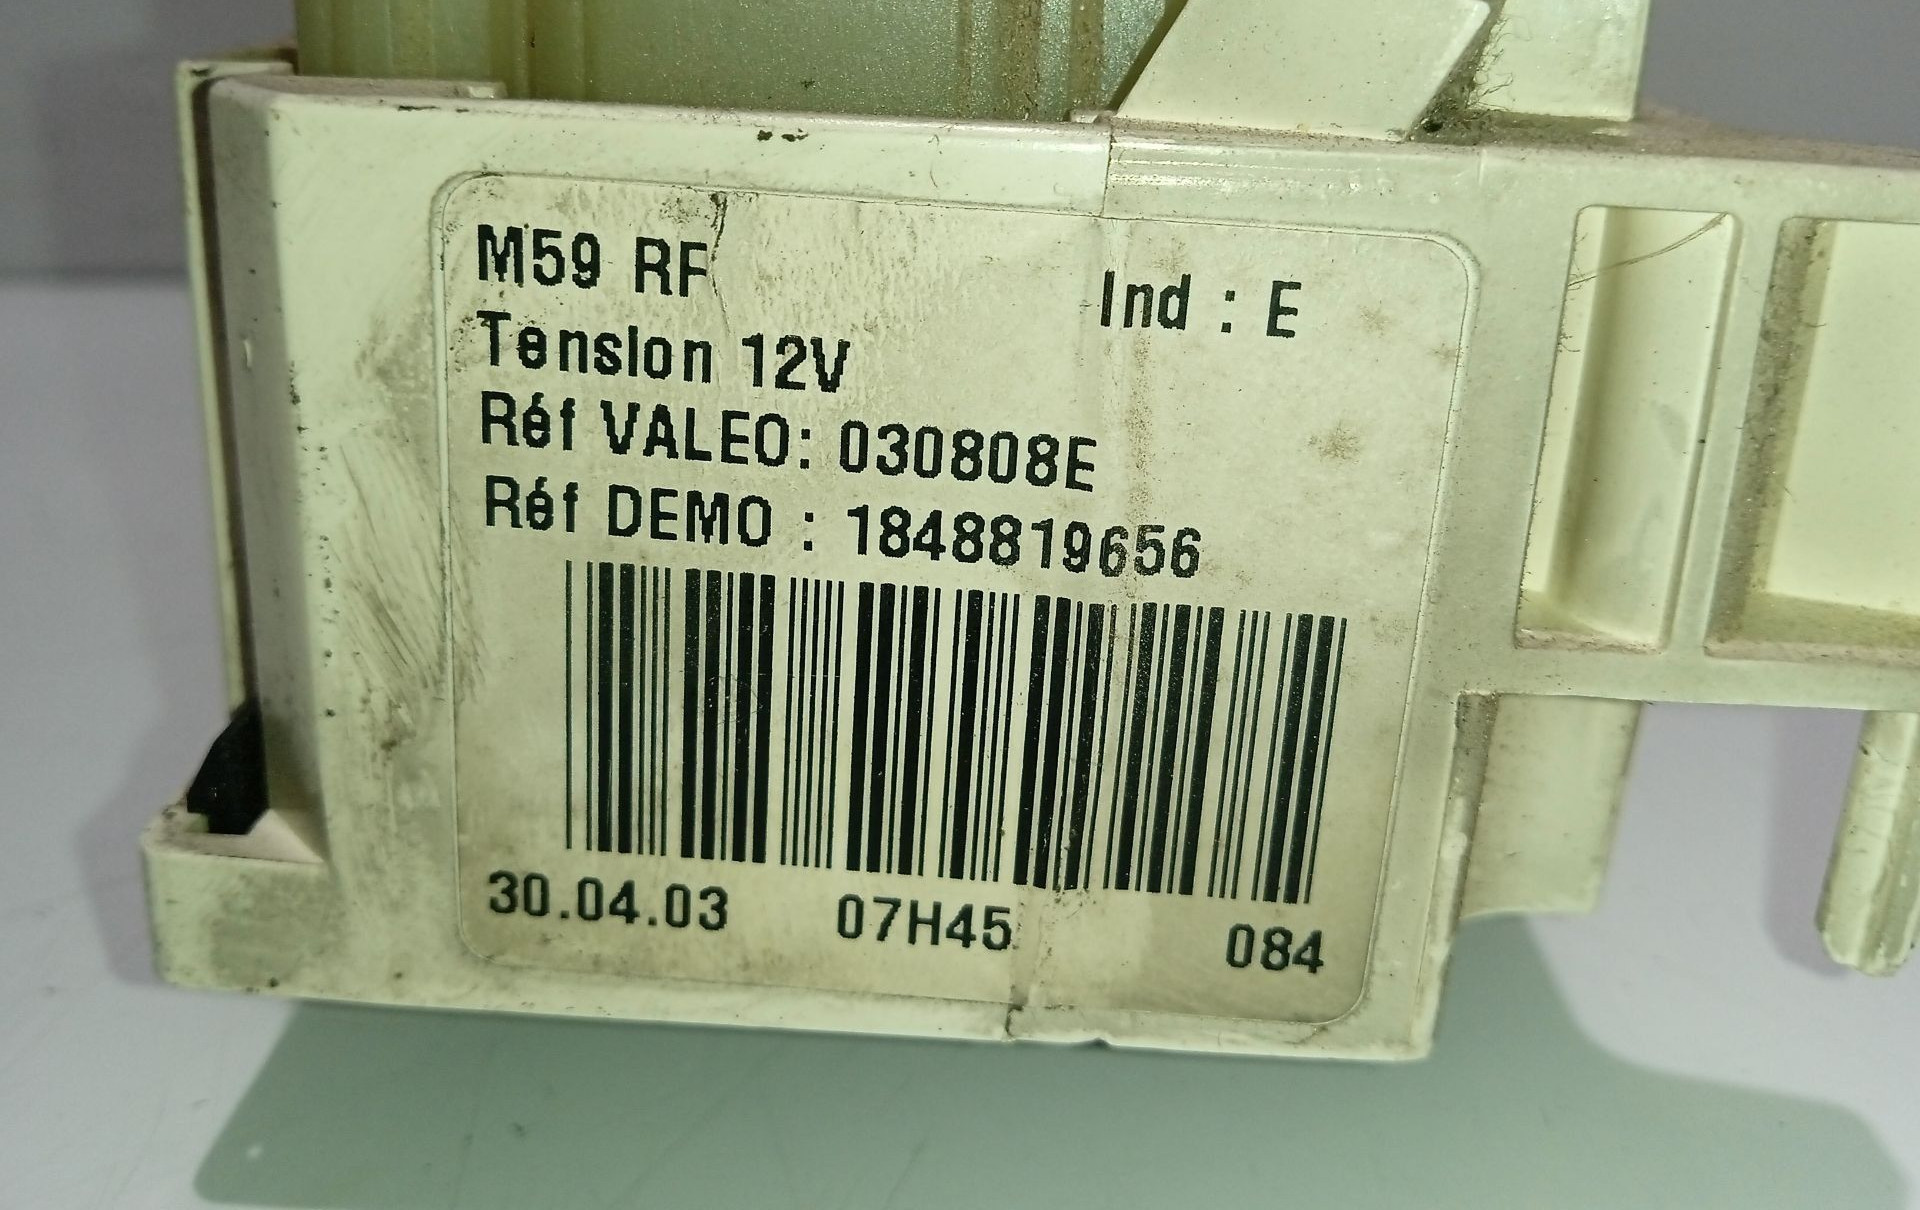 M59 RF
Ind : E
Tension 12V
Réf VALEO: 030808E
Réf DEMO : 1848819656
30.04.03 07H45 084